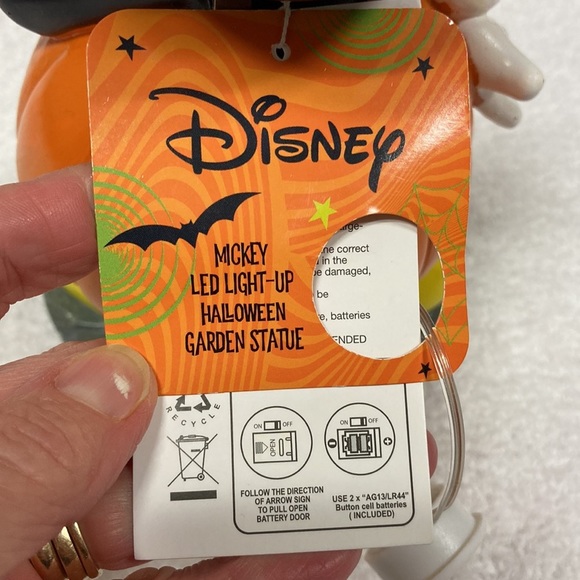 Disney
MICKEY
LED LIGHT-UP
HALLOWEEN
GARDEN STATUE
the correct
in the
be damaged,
be
batteries
RECYCLE
ON OFF
OPEN
ON OFF
FOLLOW THE DIRECTION
OF ARROW SIGN
TO PULL OPEN
BATTERY DOOR
USE 2 x "AG13/LR44"
Button cell batteries
( INCLUDED)